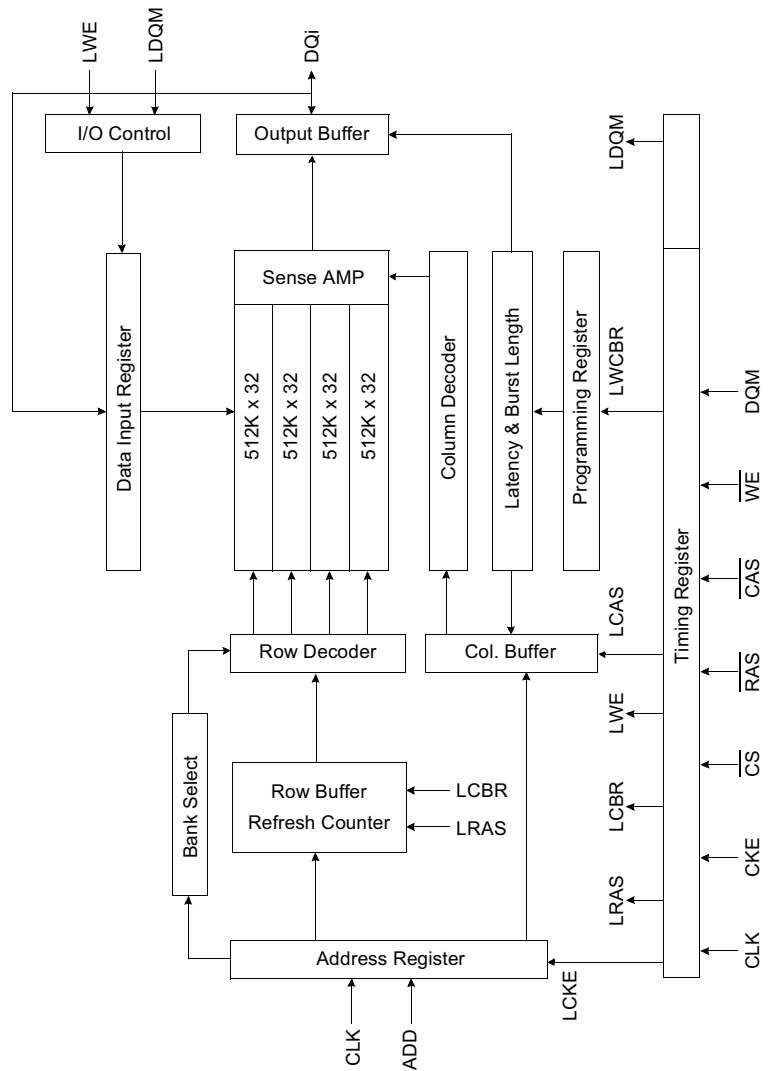 LWE
LDQM
DQi
I/O Control
Output Buffer
LDQM
Data Input Register
Sense AMP
512K x 32
512K x 32
512K x 32
512K x 32
Column Decoder
Latency & Burst Length
Programming Register
LWCBR
DQM
WE
CAS
RAS
CS
CKE
CLK
Timing Register
Row Decoder
Col. Buffer
LCAS
LWE
LCBR
LRAS
Bank Select
Row Buffer
Refresh Counter
LCBR
LRAS
Address Register
LCKE
CLK
ADD